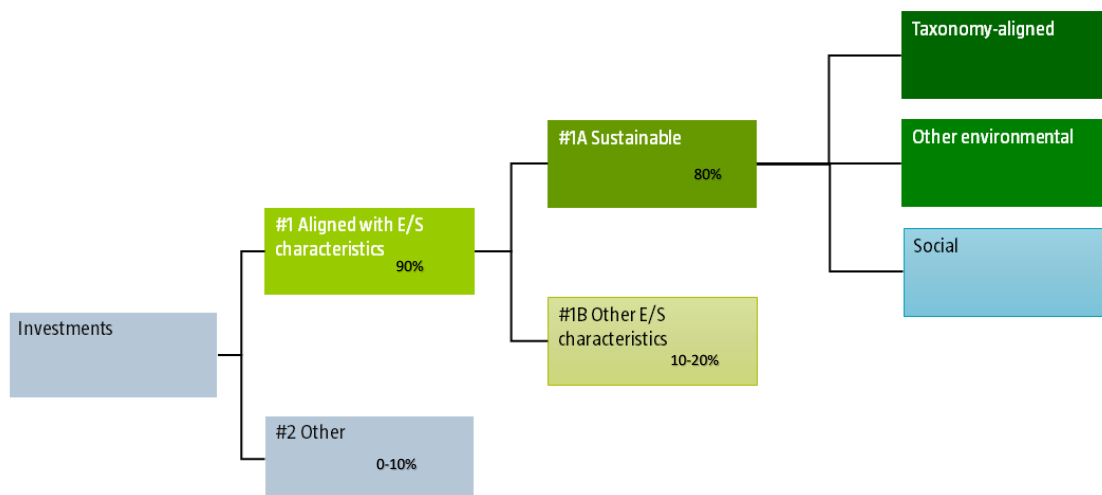 Taxonomy-aligned
Other environmental
Social
#1A Sustainable
80%
#1B Other E/S
characteristics
10-20%
#1 Aligned with E/S
characteristics
90%
#2 Other
0-10%
Investments